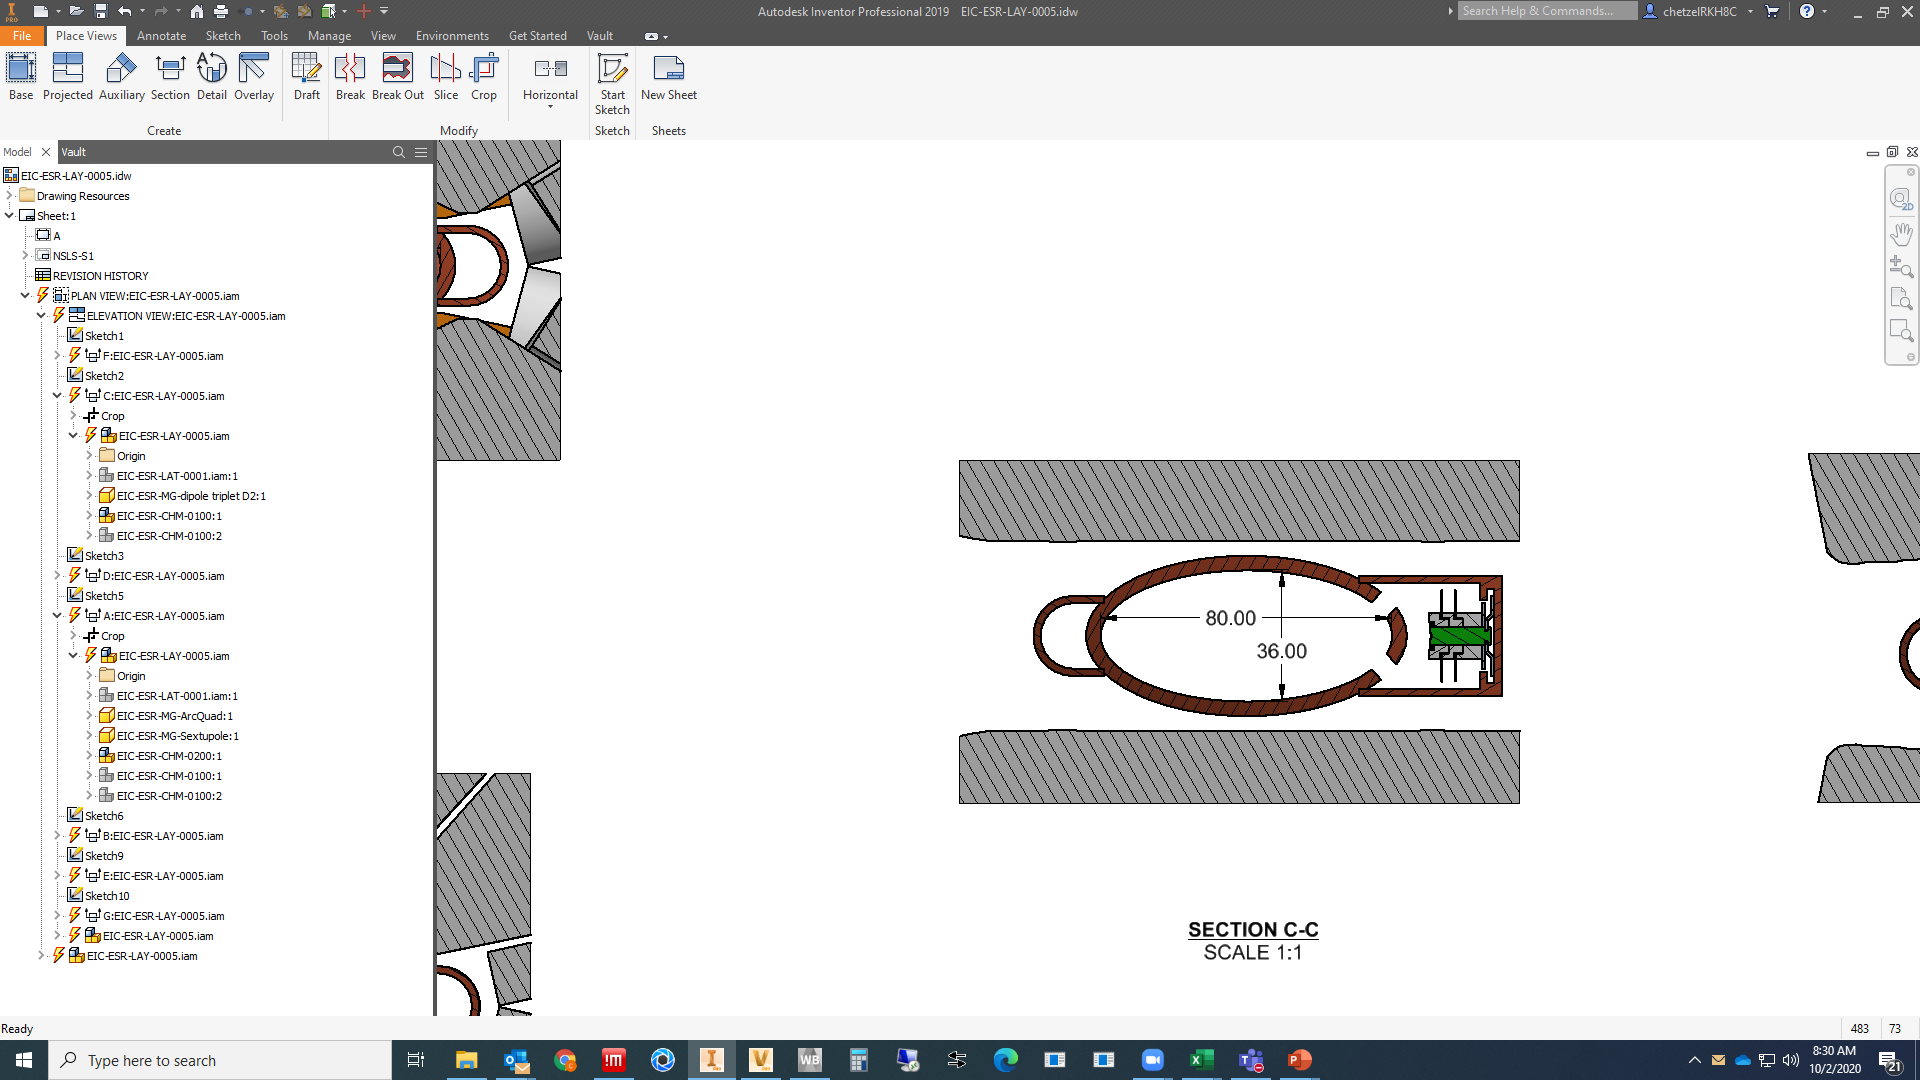 Autodesk Inventor Professional 2019 EIC-ESR-LAY-0005.idw
Search Help & Commands...
chetzelRKH8C
PRO
File Place Views Annotate Sketch Tools Manage View Environments Get Started Vault
Base Projected Auxiliary Section Detail Overlay Draft Break Break Out Slice Crop Horizontal Start Sketch New Sheet
Create Modify Sketch Sheets
Model Vault
EIC-ESR-LAY-0005.idw
Drawing Resources
Sheet:1
A
NSLS-S1
REVISION HISTORY
PLAN VIEW:EIC-ESR-LAY-0005.iam
ELEVATION VIEW:EIC-ESR-LAY-0005.iam
Sketch1
F:EIC-ESR-LAY-0005.iam
Sketch2
C:EIC-ESR-LAY-0005.iam
Crop
EIC-ESR-LAY-0005.iam
Origin
EIC-ESR-LAT-0001.iam:1
EIC-ESR-MG-dipole triplet D2:1
EIC-ESR-CHM-0100:1
EIC-ESR-CHM-0100:2
Sketch3
D:EIC-ESR-LAY-0005.iam
Sketch5
A:EIC-ESR-LAY-0005.iam
Crop
EIC-ESR-LAY-0005.iam
Origin
EIC-ESR-LAT-0001.iam:1
EIC-ESR-MG-ArcQuad:1
EIC-ESR-MG-Sextupole:1
EIC-ESR-CHM-0200:1
EIC-ESR-CHM-0100:1
EIC-ESR-CHM-0100:2
Sketch6
B:EIC-ESR-LAY-0005.iam
Sketch9
E:EIC-ESR-LAY-0005.iam
Sketch10
G:EIC-ESR-LAY-0005.iam
EIC-ESR-LAY-0005.iam
EIC-ESR-LAY-0005.iam
2D
80.00
36.00
SECTION C-C
SCALE 1:1
Ready
483 73
Type here to search
8:30 AM
10/2/2020
21